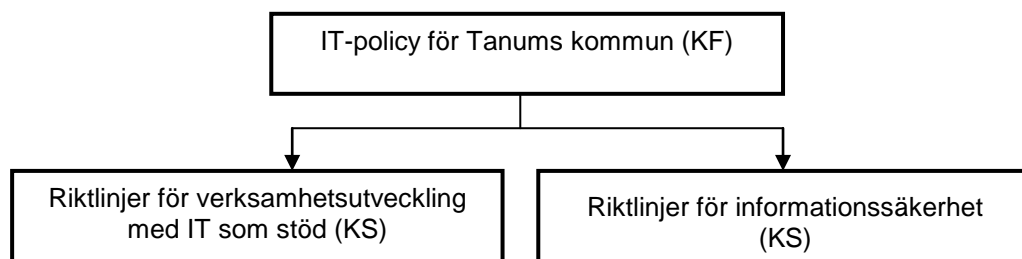 IT-policy för Tanums kommun (KF)
Riktlinjer för verksamhetsutveckling
med IT som stöd (KS)
Riktlinjer för informationssäkerhet
(KS)